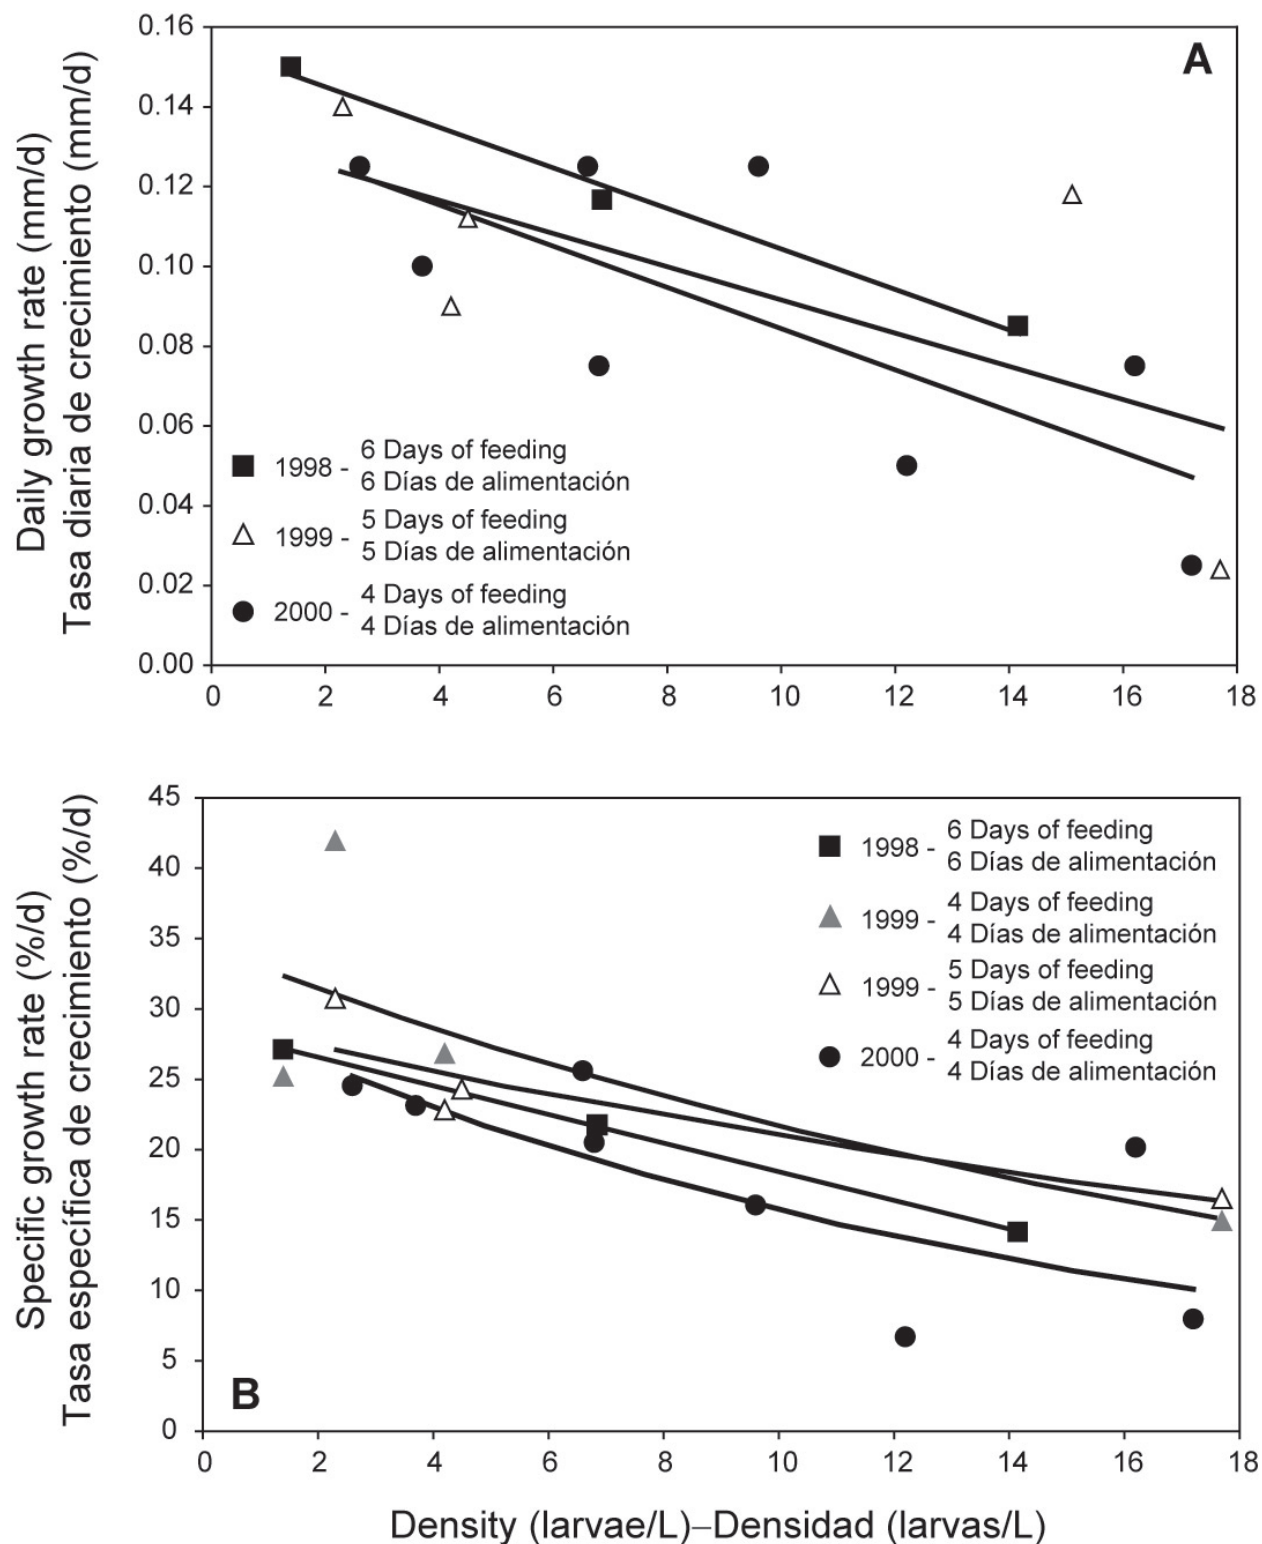 Daily growth rate (mm/d)
Tasa diaria de crecimiento (mm/d)
0.16
0.14
0.12
0.10
0.08
0.06
0.04
0.02
0.00
A
1998 - 6 Days of feeding
6 Días de alimentación
1999 - 5 Days of feeding
5 Días de alimentación
2000 - 4 Days of feeding
4 Días de alimentación
0 2 4 6 8 10 12 14 16 18
Specific growth rate (%/d)
Tasa específica de crecimiento (%/d)
45
40
35
30
25
20
15
10
5
0
1998 - 6 Days of feeding
6 Días de alimentación
1999 - 4 Days of feeding
4 Días de alimentación
1999 - 5 Days of feeding
5 Días de alimentación
2000 - 4 Days of feeding
4 Días de alimentación
B
0 2 4 6 8 10 12 14 16 18
Density (larvae/L)–Densidad (larvas/L)